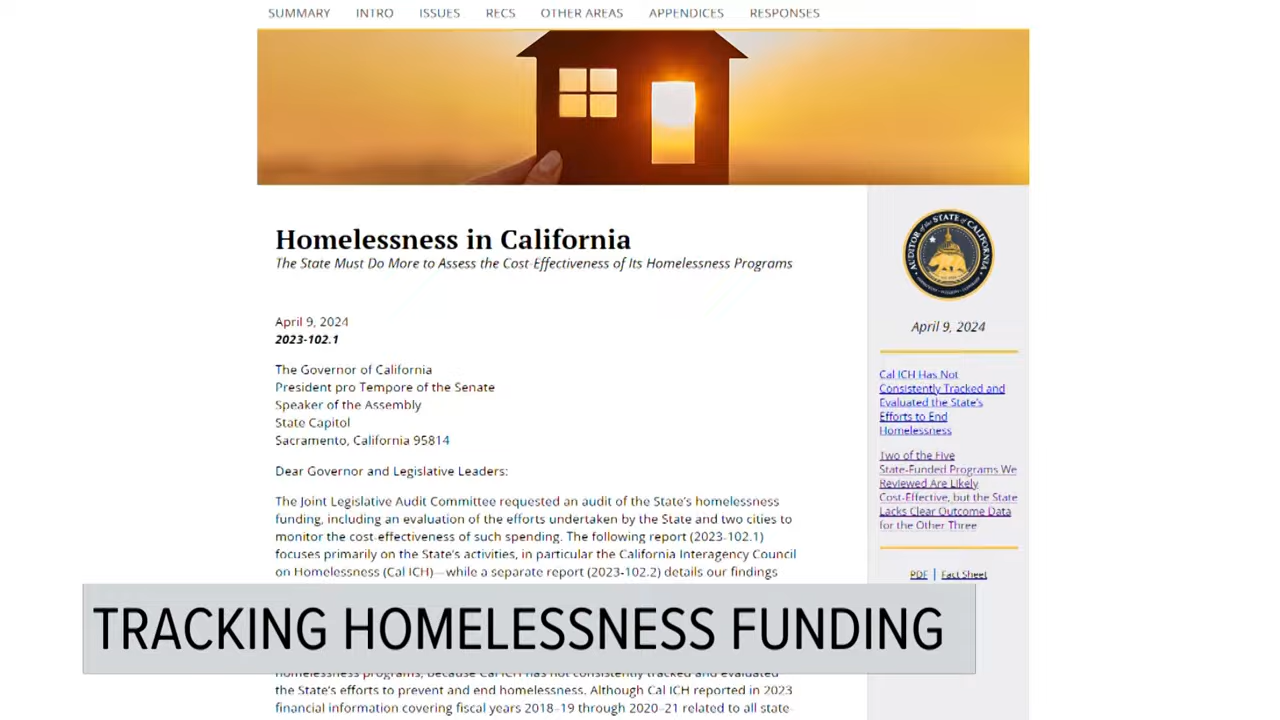 SUMMARY INTRO ISSUES RECS OTHER AREAS APPENDICES RESPONSES
Homelessness in California
The State Must Do More to Assess the Cost-Effectiveness of Its Homelessness Programs
April 9, 2024
2023-102.1
The Governor of California
President pro Tempore of the Senate
Speaker of the Assembly
State Capitol
Sacramento, California 95814
Dear Governor and Legislative Leaders:
The Joint Legislative Audit Committee requested an audit of the State's homelessness
funding, including an evaluation of the efforts undertaken by the State and two cities to
monitor the cost-effectiveness of such spending. The following report (2023-102.1)
focuses primarily on the State's activities, in particular the California Interagency Council
on Homelessness (Cal ICH)—while a separate report (2023-102.2) details our findings
homelessness programs, because Cal ICH has not consistently tracked and evaluated
the State's efforts to prevent and end homelessness. Although Cal ICH reported in 2023
financial information covering fiscal years 2018–19 through 2020–21 related to all state-
AUDITOR of the STATE of CALIFORNIA
April 9, 2024
Cal ICH Has Not
Consistently Tracked and
Evaluated the State's
Efforts to End
Homelessness
Two of the Five
State-Funded Programs We
Reviewed Are Likely
Cost-Effective, but the State
Lacks Clear Outcome Data
for the Other Three
PDF | Fact Sheet
TRACKING HOMELESSNESS FUNDING